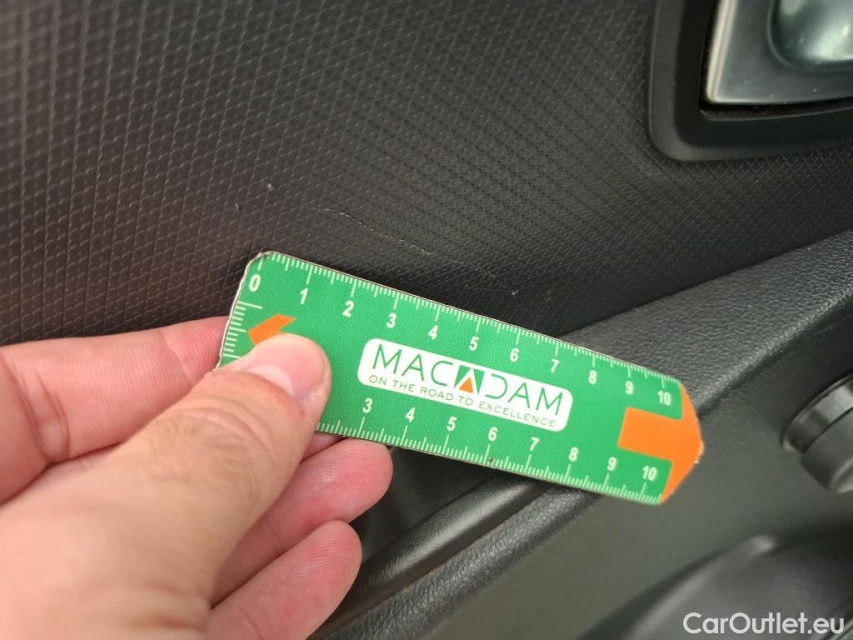 0 1 2 3 4 5 6 7 8 9 10
MACADAM
ON THE ROAD TO EXCELLENCE
3 4 5 6 7 8 9 10
CarOutlet.eu